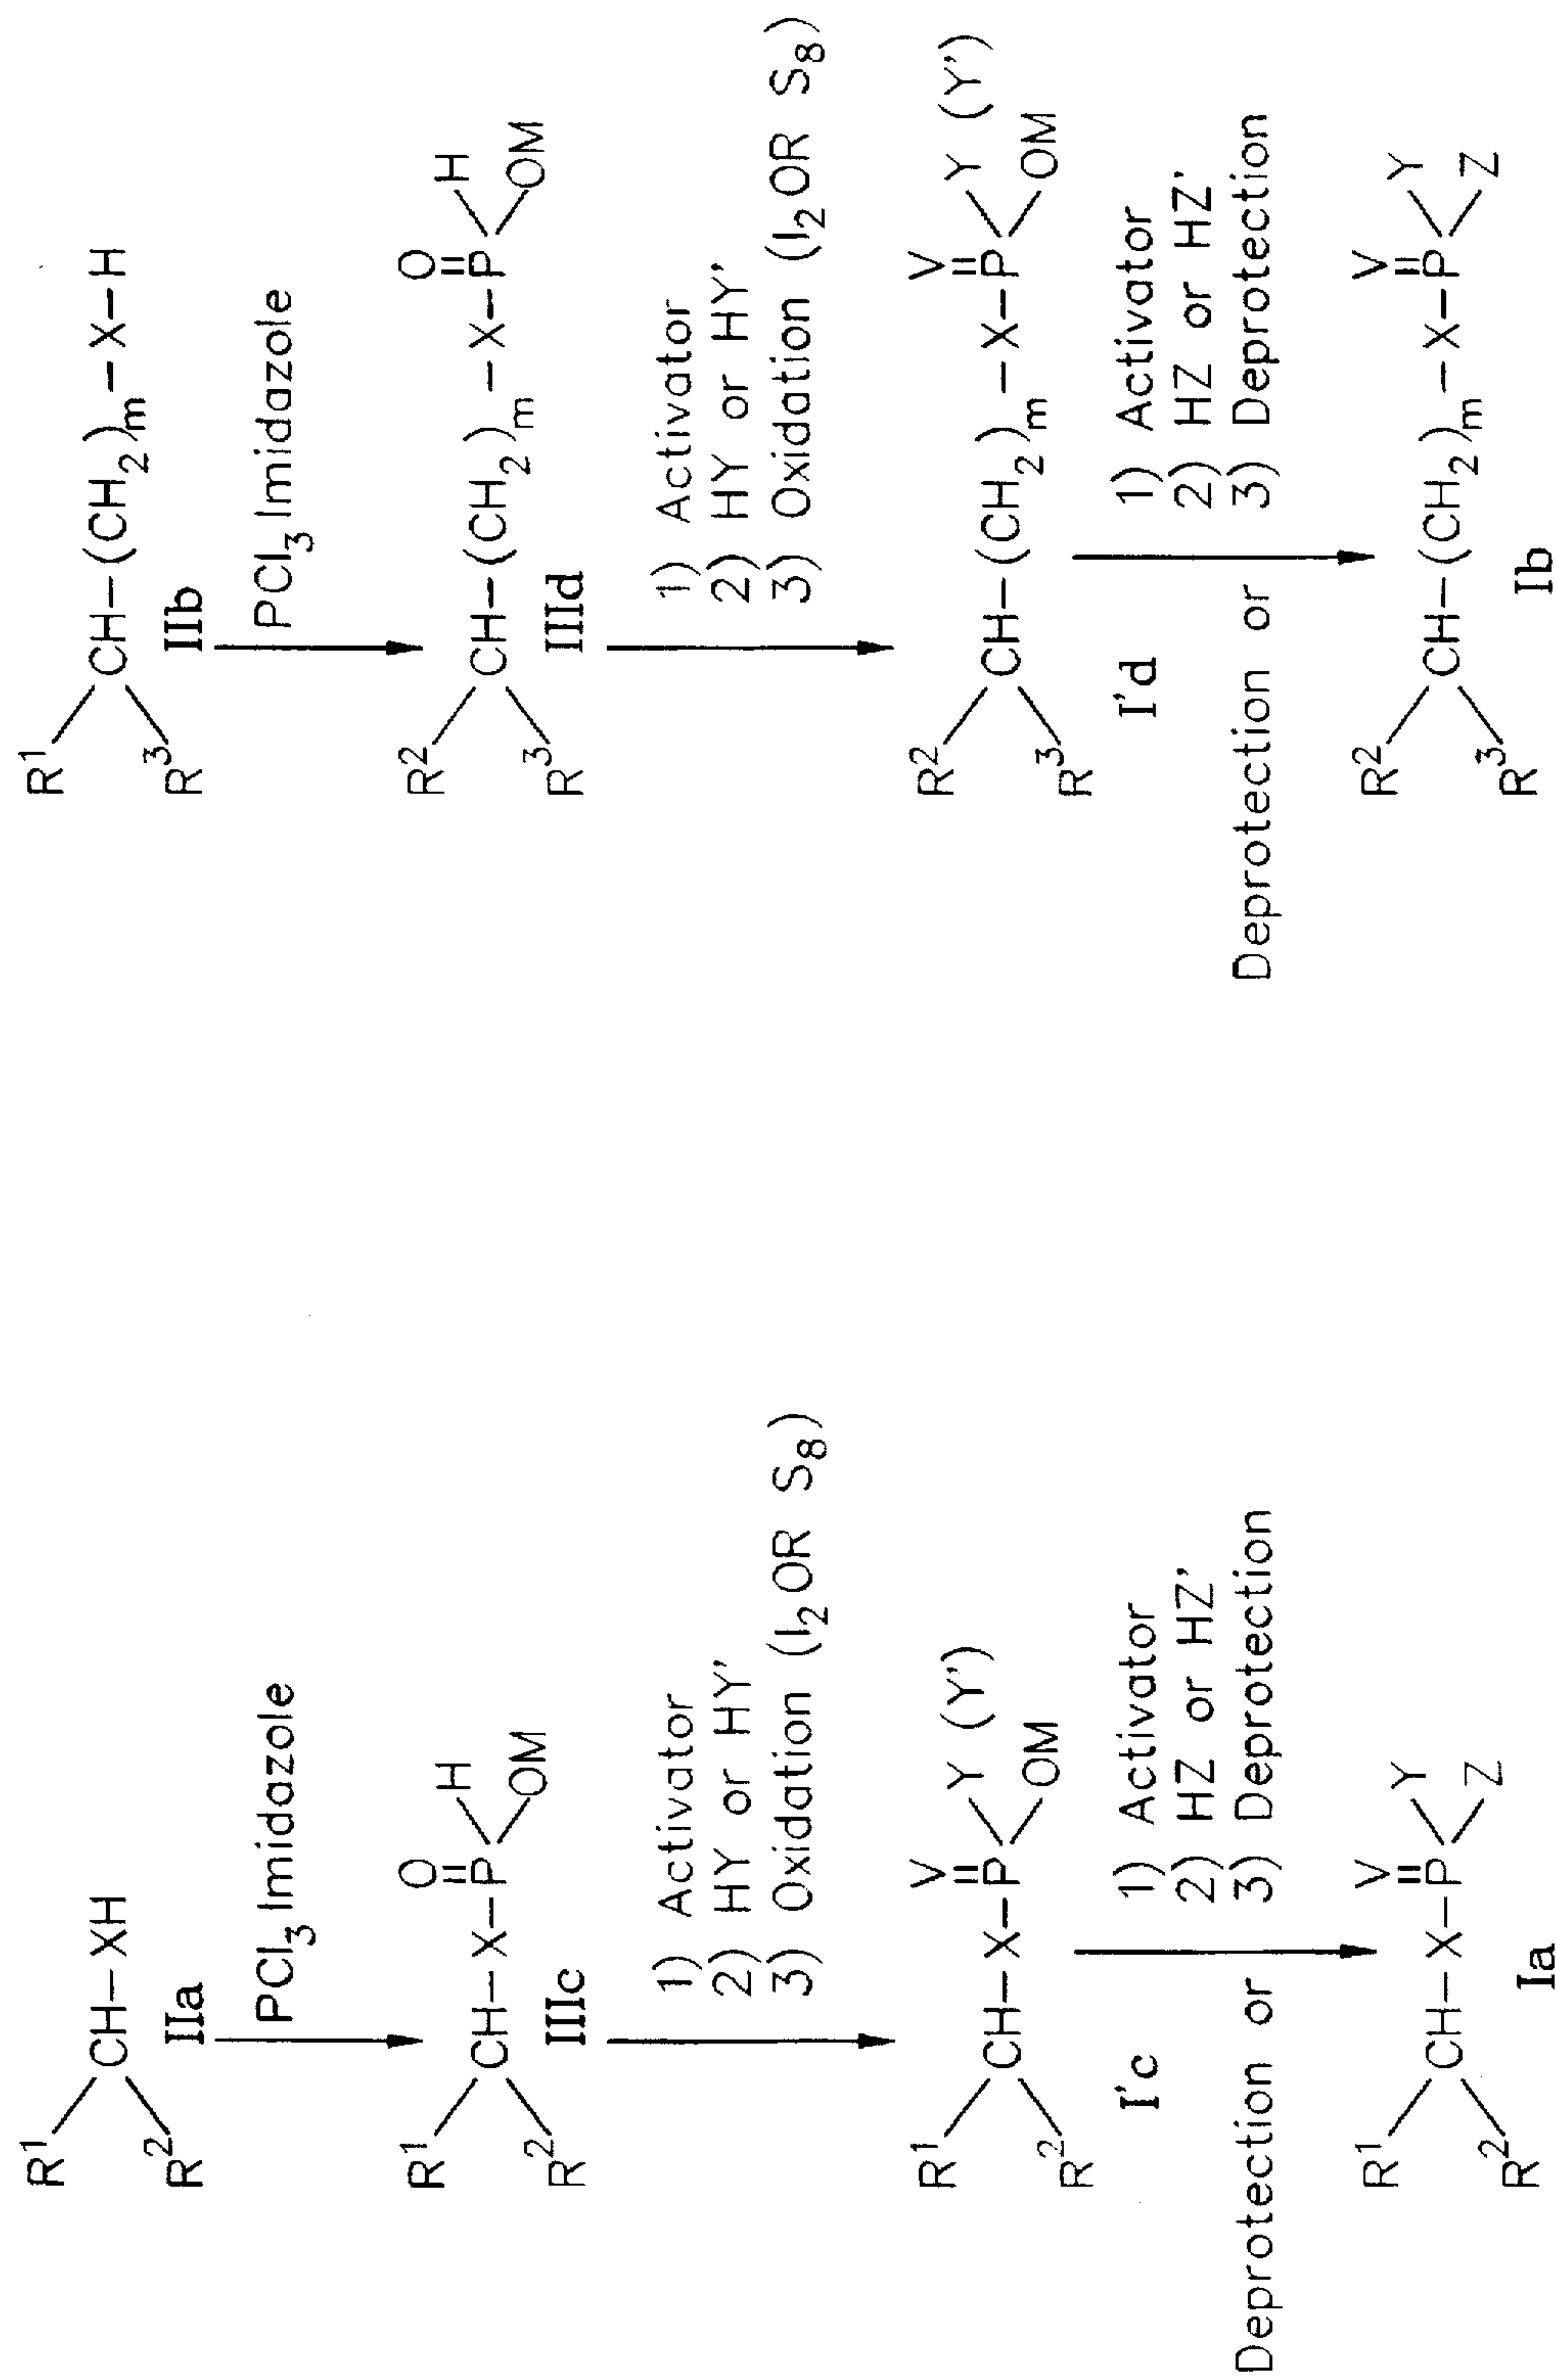 R¹
R²
CH–XH
IIa
PCl₃ Imidazole
R¹
R²
CH–X–P
O
H
OM
IIIc
1) Activator
2) HY or HY'
3) Oxidation (I₂OR S₈)
R¹
R²
CH–X–P
V
Y (Y')
OM
I'c
Deprotection or
1) Activator
2) HZ or HZ'
3) Deprotection
R¹
R²
CH–X–P
V
Y
Z
Ia
R¹
R³
CH–(CH₂)ₘ–X–H
IIb
PCl₃ Imidazole
R²
R³
CH–(CH₂)ₘ–X–P
O
H
OM
IIId
1) Activator
2) HY or HY'
3) Oxidation (I₂OR S₈)
R²
R³
CH–(CH₂)ₘ–X–P
V
Y (Y')
OM
I'd
Deprotection or
1) Activator
2) HZ or HZ'
3) Deprotection
R²
R³
CH–(CH₂)ₘ–X–P
V
Y
Z
Ib